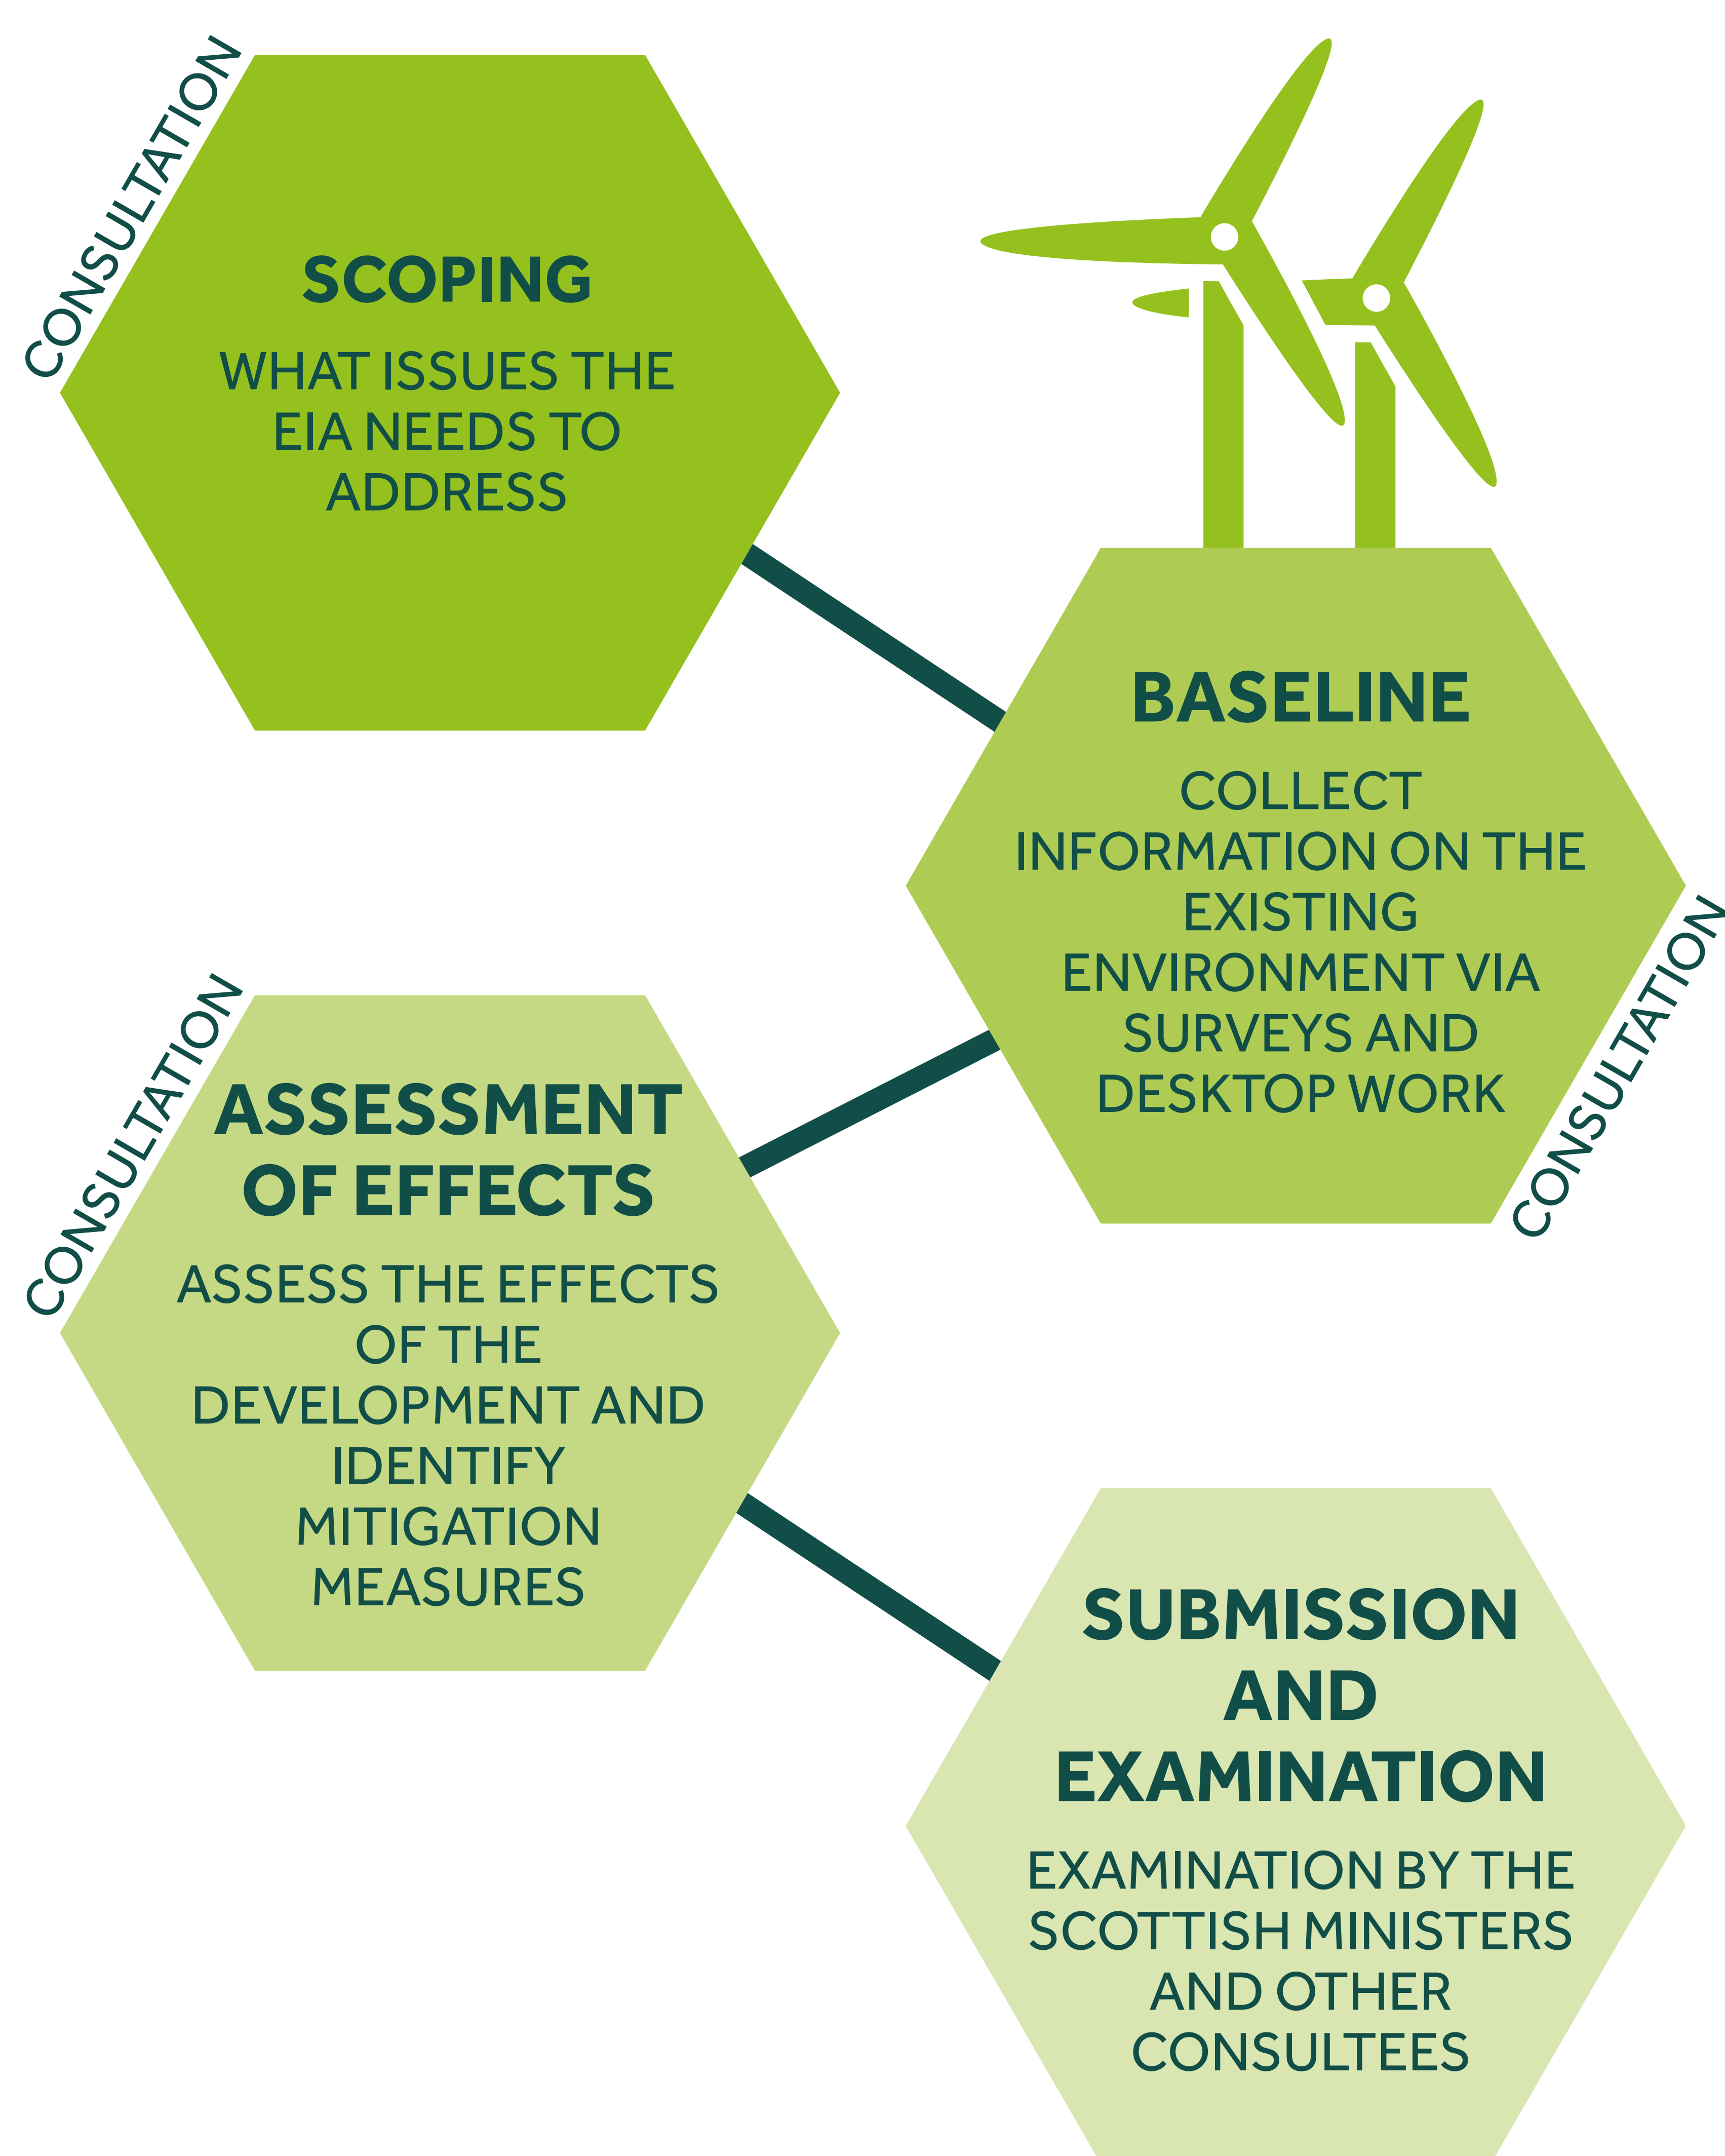 CONSULTATION
SCOPING
WHAT ISSUES THE
EIA NEEDS TO
ADDRESS
BASELINE
COLLECT
INFORMATION ON THE
EXISTING
ENVIRONMENT VIA
SURVEYS AND
DESKTOP WORK
CONSULTATION
CONSULTATION
ASSESSMENT
OF EFFECTS
ASSESS THE EFFECTS
OF THE
DEVELOPMENT AND
IDENTIFY
MITIGATION
MEASURES
SUBMISSION
AND
EXAMINATION
EXAMINATION BY THE
SCOTTISH MINISTERS
AND OTHER
CONSULTEES